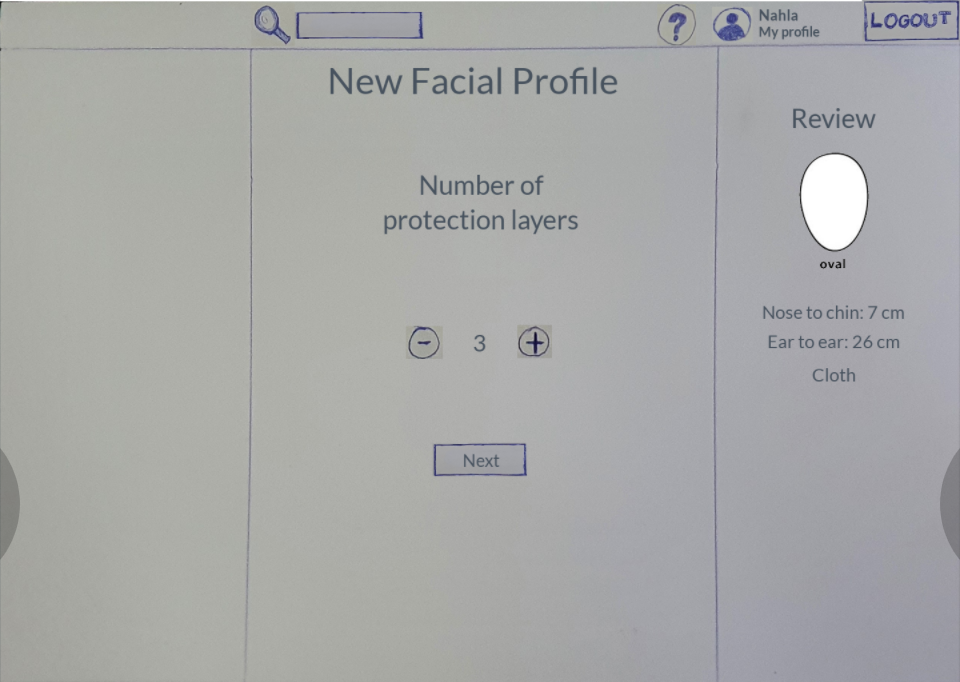 ?
Nahla
My profile
LOGOUT
New Facial Profile
Number of
protection layers
- 3 +
Next
Review
oval
Nose to chin: 7 cm
Ear to ear: 26 cm
Cloth